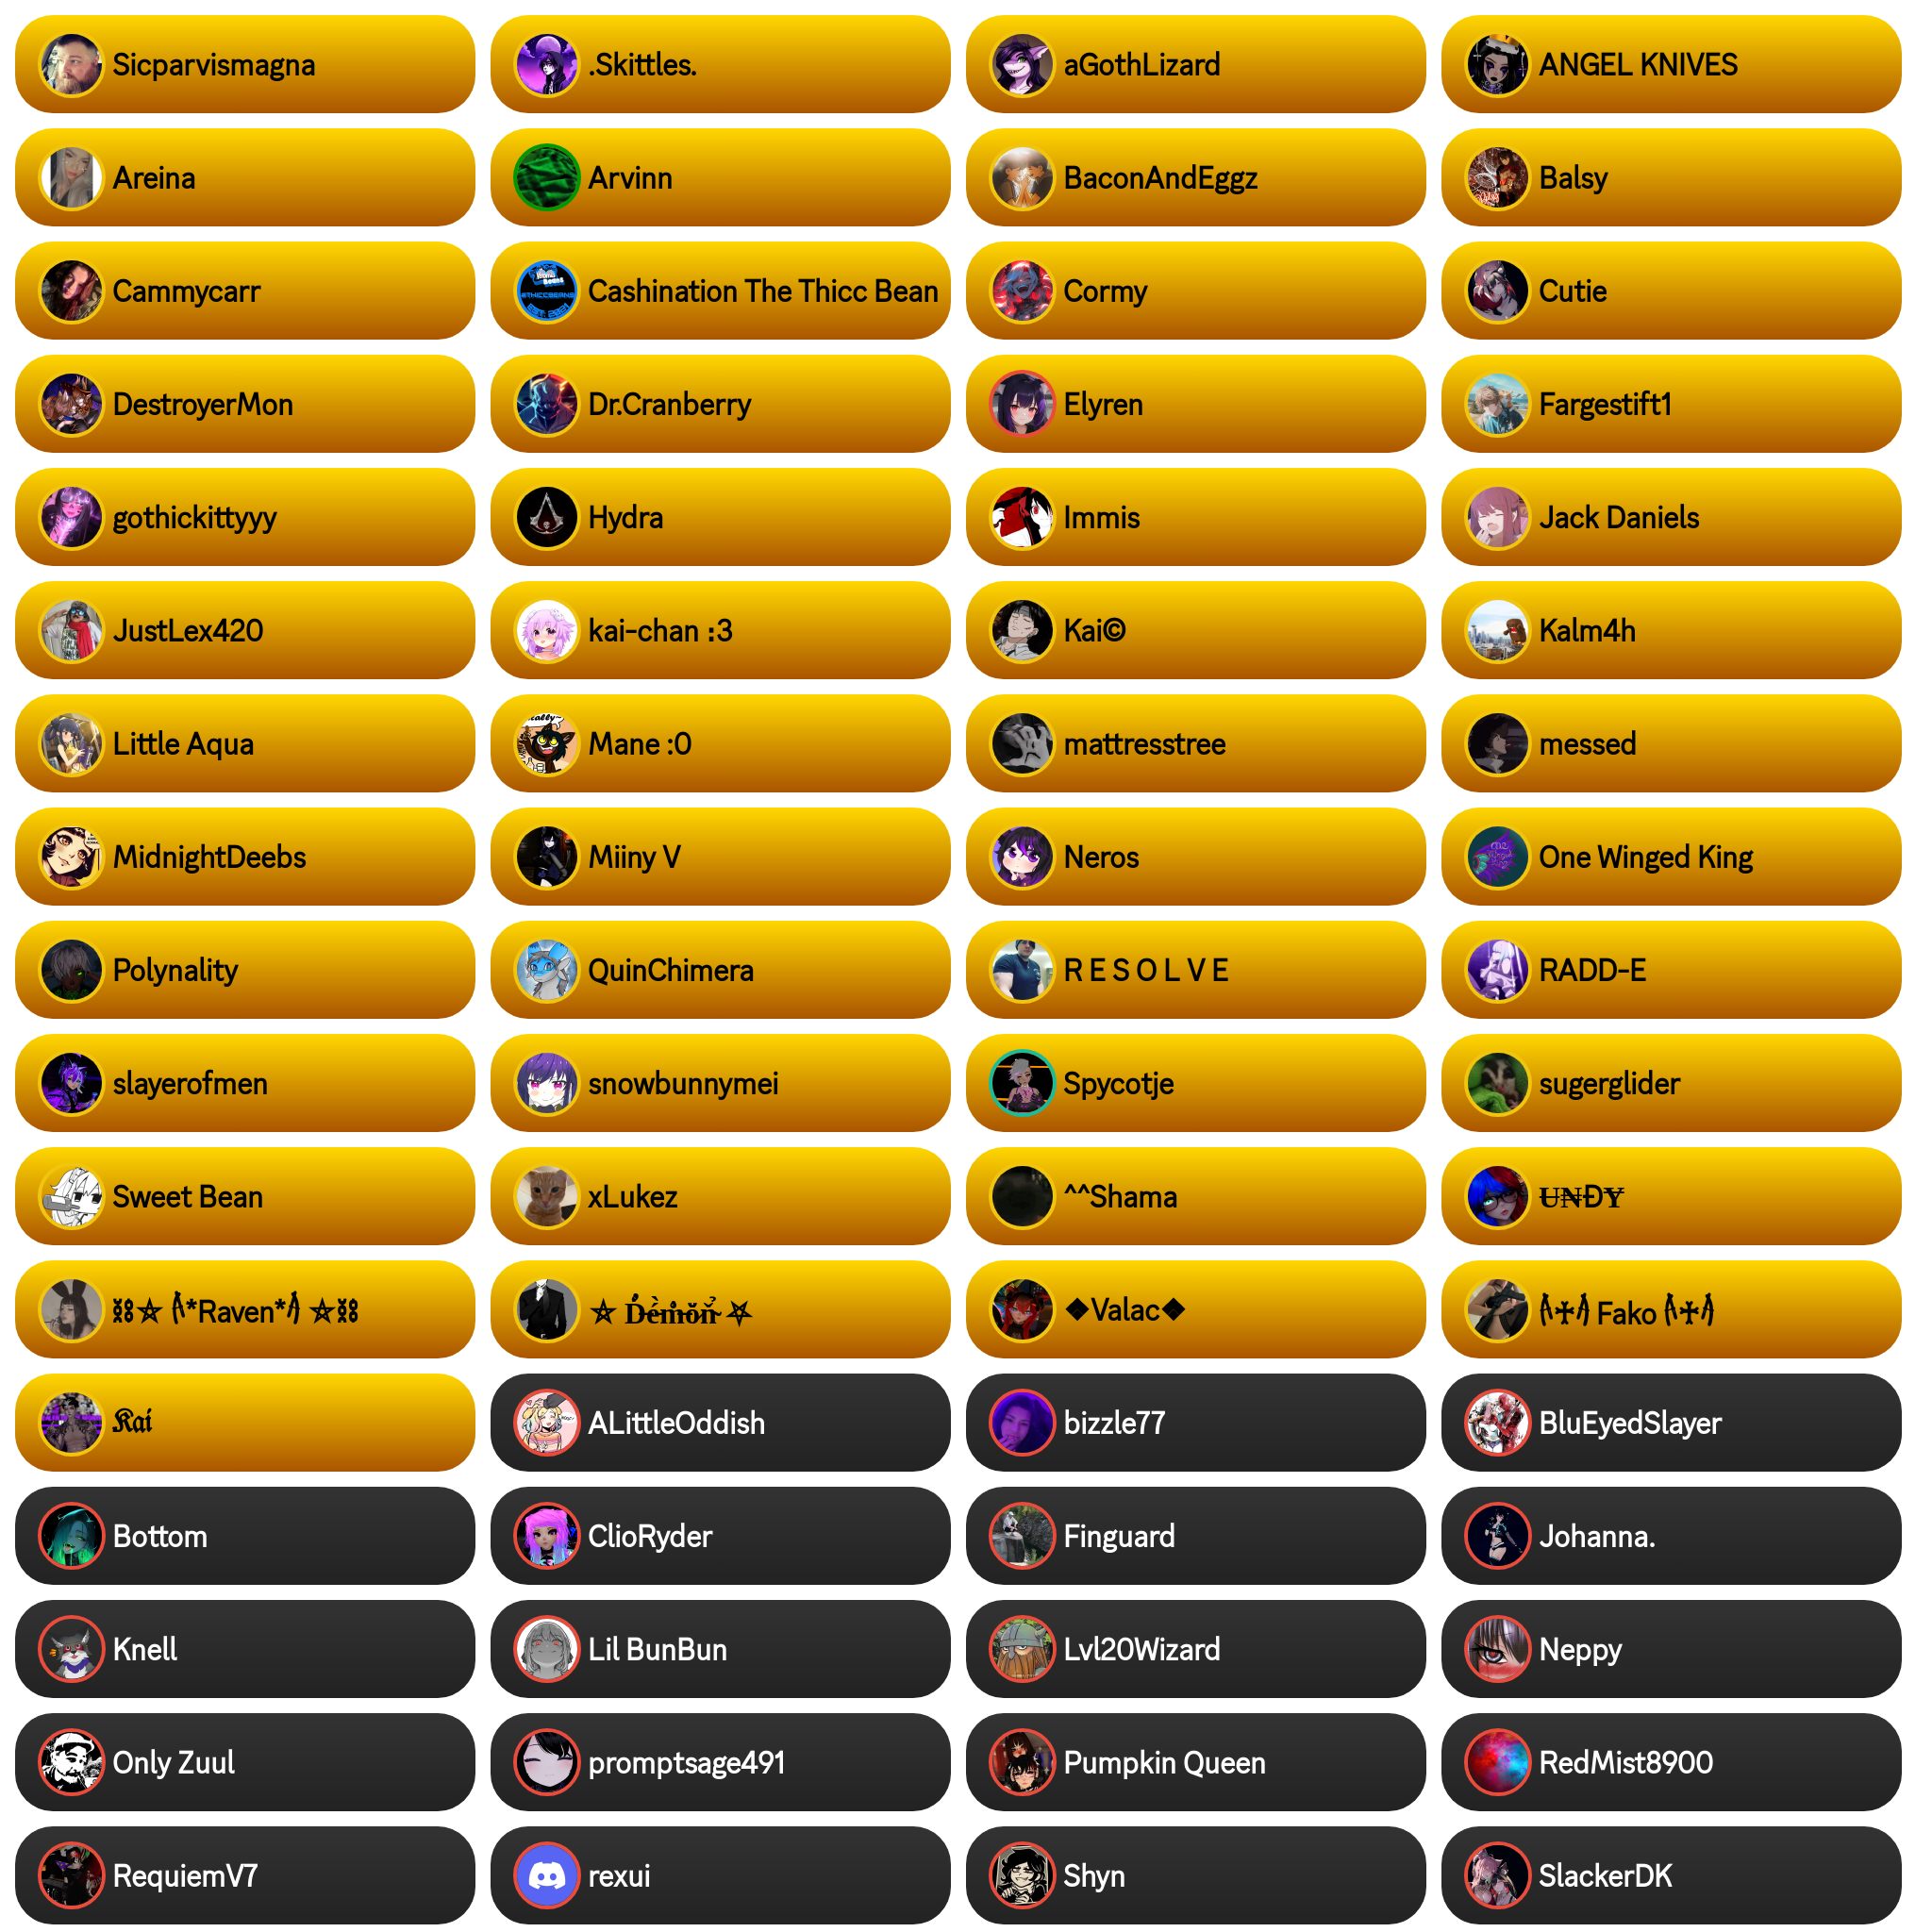 Sicparvismagna
.Skittles.
aGothLizard
ANGEL KNIVES
Areina
Arvinn
BaconAndEggz
Balsy
Cammycarr
Cashination The Thicc Bean
Cormy
Cutie
DestroyerMon
Dr.Cranberry
Elyren
Fargestift1
gothickittyyy
Hydra
Immis
Jack Daniels
JustLex420
kai-chan :3
Kai©
Kalm4h
Little Aqua
Mane :0
mattresstree
messed
MidnightDeebs
Miiny V
Neros
One Winged King
Polynality
QuinChimera
R E S O L V E
RADD-E
slayerofmen
snowbunnymei
Spycotje
sugerglider
Sweet Bean
xLukez
^^Shama
U̶N̶ĐY̶
⛓⛤ 𓆩*Raven*𓆪 ⛤⛓
⛤ D̶e̶m̶o̶n̶ ⛧
◆Valac◆
𓆩♱𓆪 Fako 𓆩♱𓆪
𝕶𝖆𝖎
ALittleOddish
bizzle77
BluEyedSlayer
Bottom
ClioRyder
Finguard
Johanna.
Knell
Lil BunBun
Lvl20Wizard
Neppy
Only Zuul
promptsage491
Pumpkin Queen
RedMist8900
RequiemV7
rexui
Shyn
SlackerDK